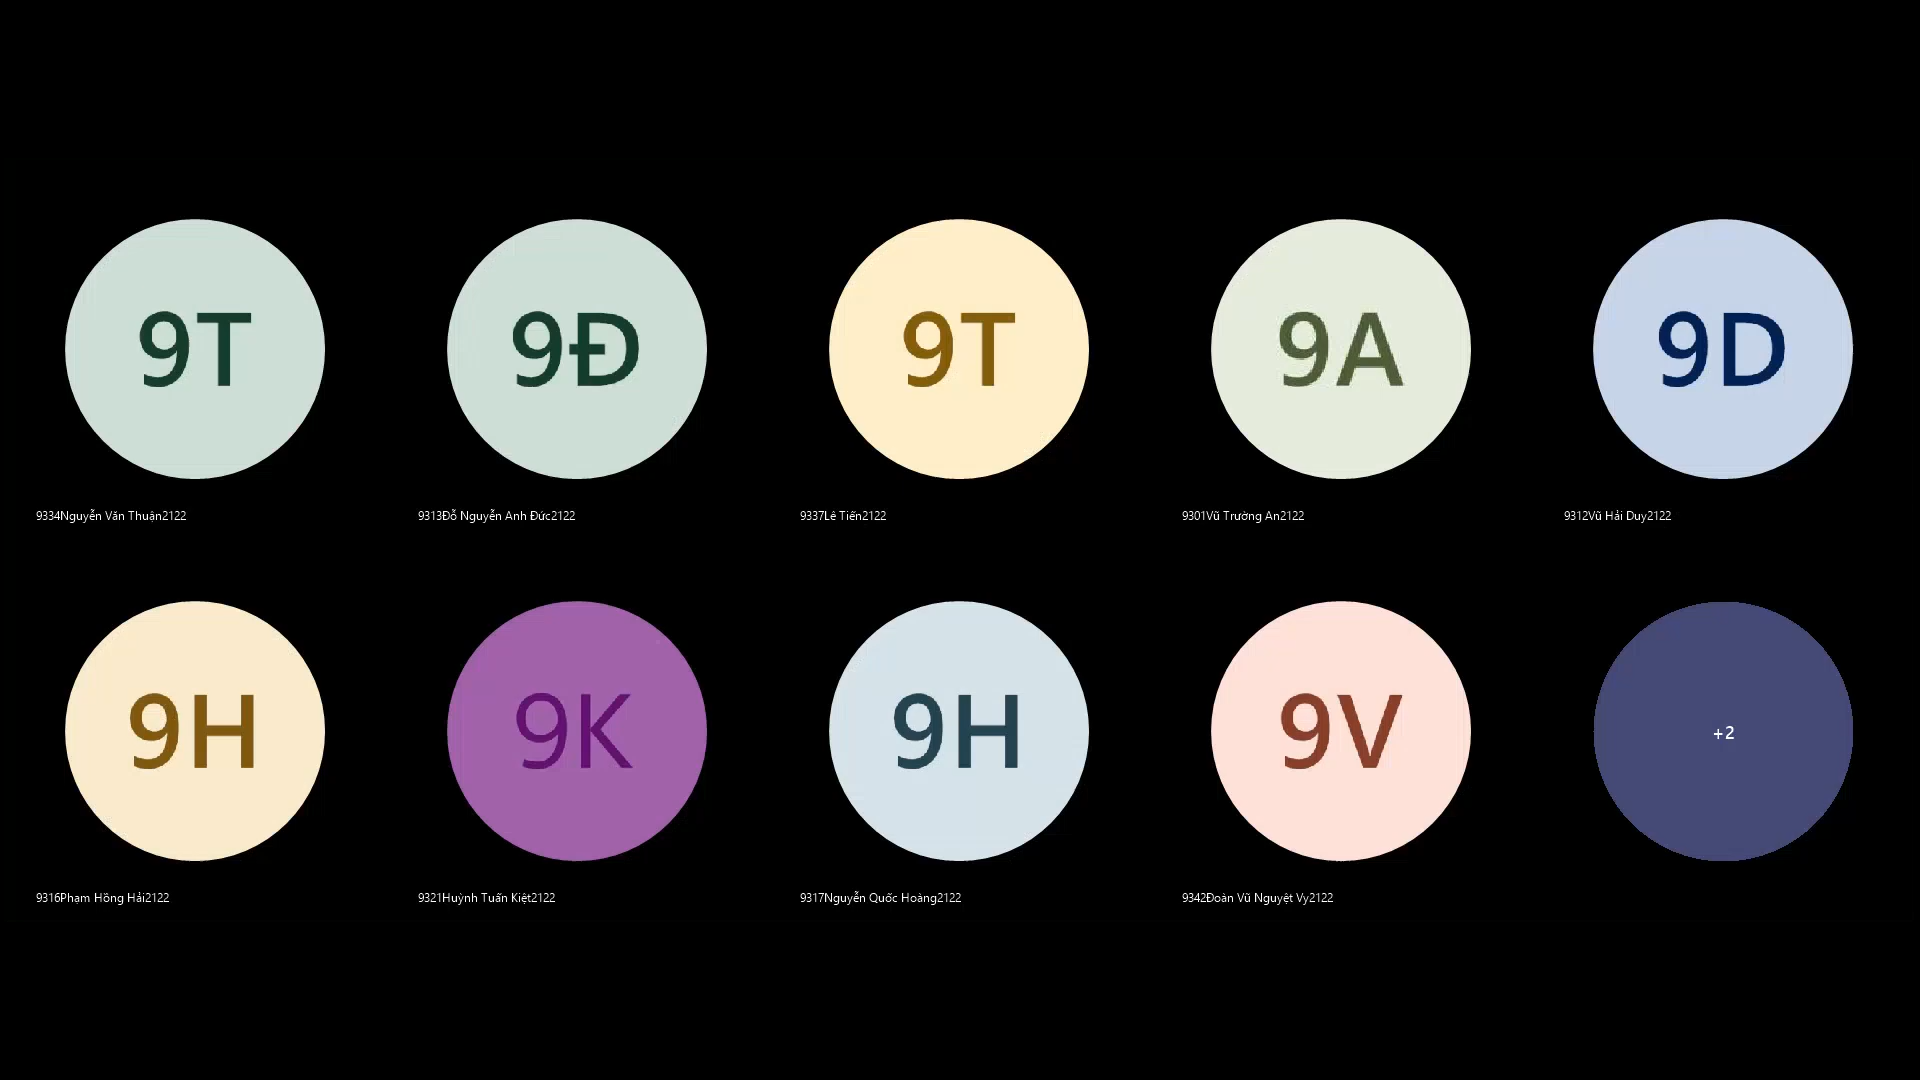 9T
9Đ
9T
9A
9D
9334Nguyễn Văn Thuận2122
9313Đỗ Nguyễn Anh Đức2122
9337Lê Tiến2122
9301Vũ Trường An2122
9312Vũ Hải Duy2122
9H
9K
9H
9V
+2
9316Phạm Hồng Hải2122
9321Huỳnh Tuấn Kiệt2122
9317Nguyễn Quốc Hoàng2122
9342Đoàn Vũ Nguyệt Vy2122